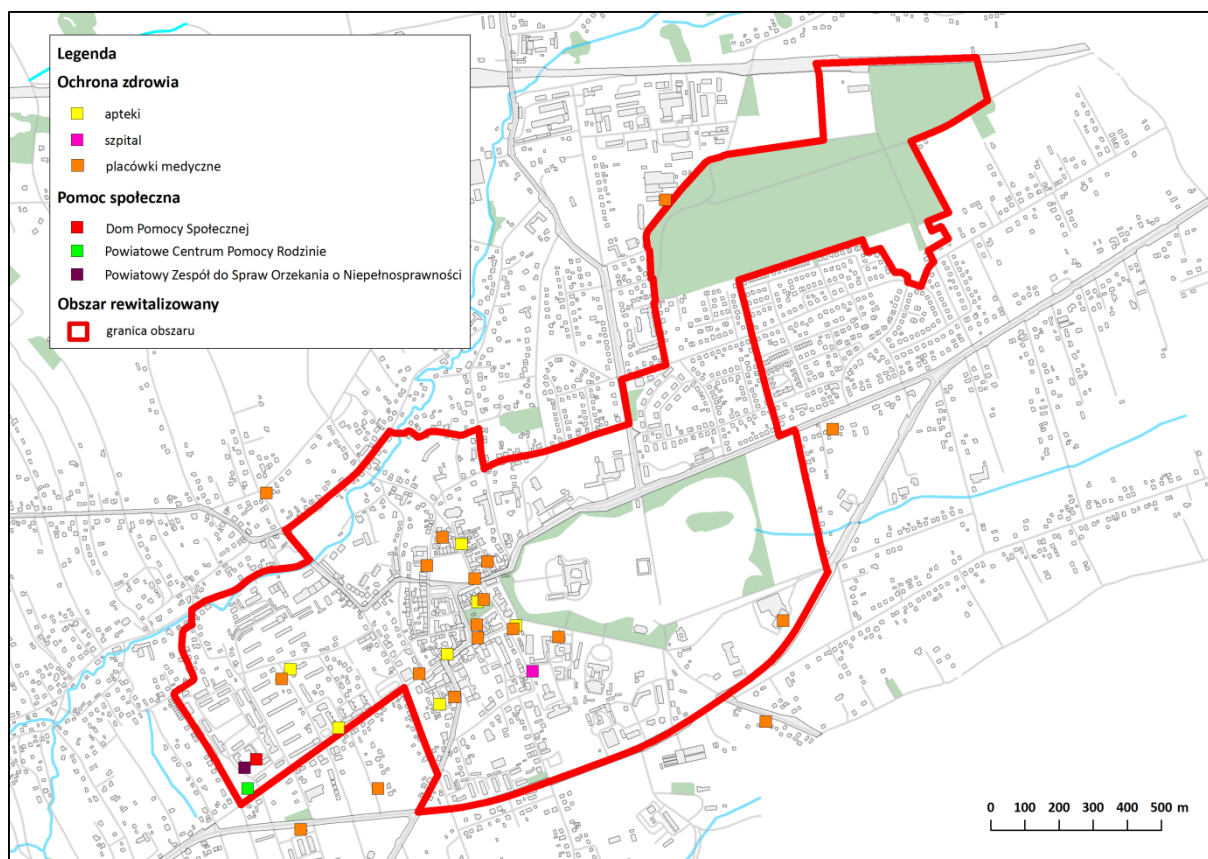 Legenda
Ochrona zdrowia
apteki
szpital
placówki medyczne
Pomoc społeczna
Dom Pomocy Społecznej
Powiatowe Centrum Pomocy Rodzinie
Powiatowy Zespół do Spraw Orzekania o Niepełnosprawności
Obszar rewitalizowany
granica obszaru
0 100 200 300 400 500 m